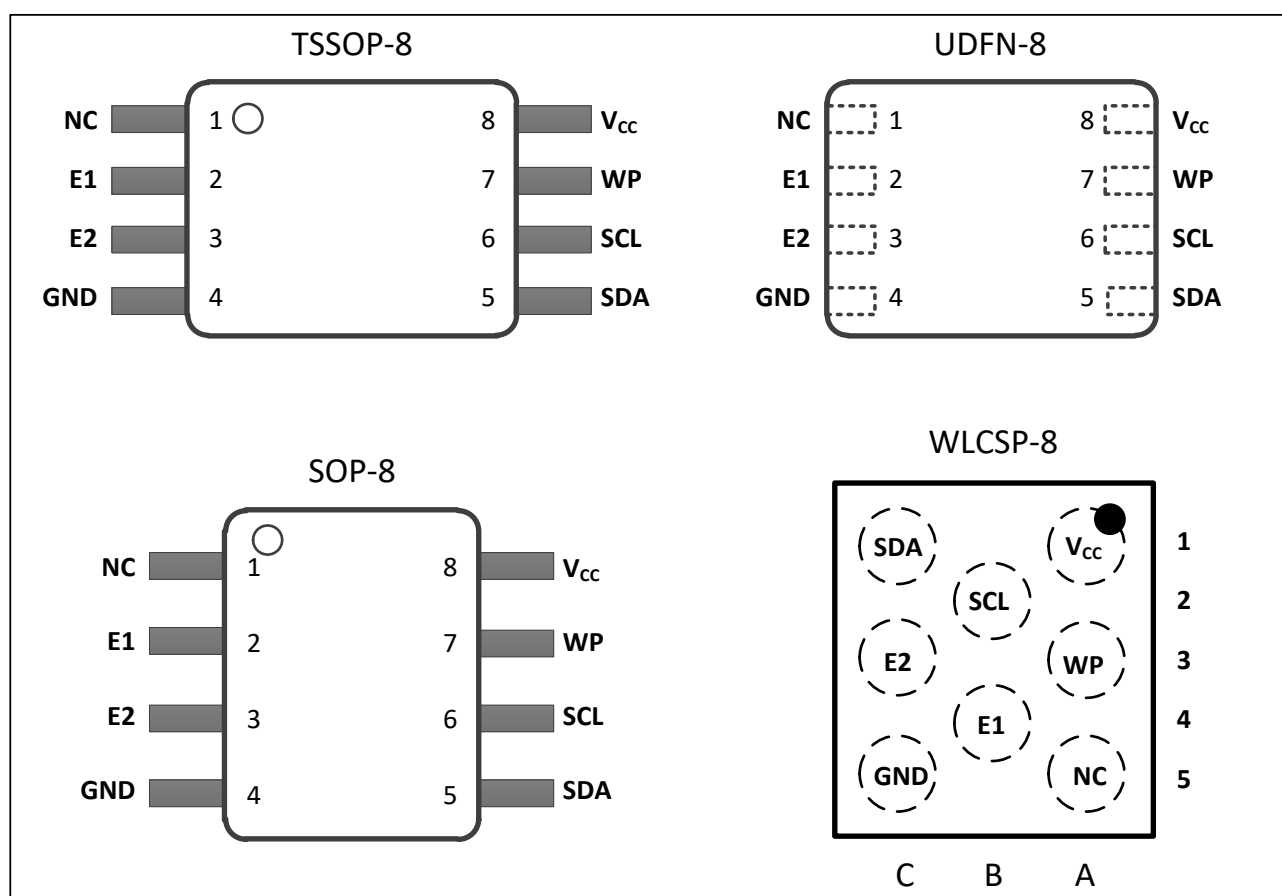 TSSOP-8
NC 1 8 VCC
E1 2 7 WP
E2 3 6 SCL
GND 4 5 SDA
UDFN-8
NC 1 8 VCC
E1 2 7 WP
E2 3 6 SCL
GND 4 5 SDA
SOP-8
NC 1 8 VCC
E1 2 7 WP
E2 3 6 SCL
GND 4 5 SDA
WLCSP-8
SDA VCC 1
SCL 2
E2 WP 3
E1 4
GND NC 5
C B A